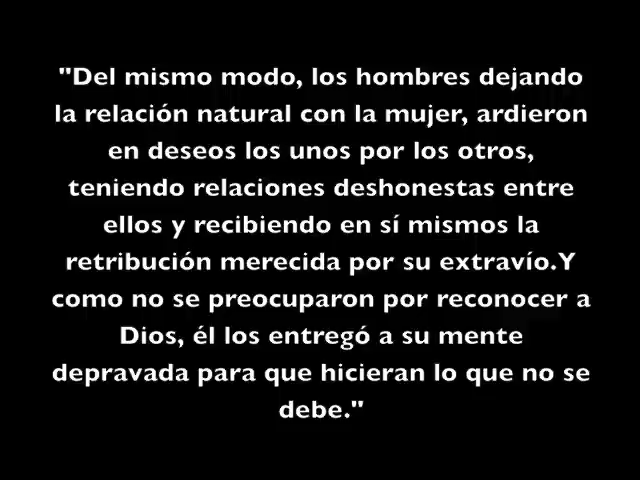 "Del mismo modo, los hombres dejando
la relación natural con la mujer, ardieron
en deseos los unos por los otros,
teniendo relaciones deshonestas entre
ellos y recibiendo en sí mismos la
retribución merecida por su extravío.Y
como no se preocuparon por reconocer a
Dios, él los entregó a su mente
depravada para que hicieran lo que no se
debe."